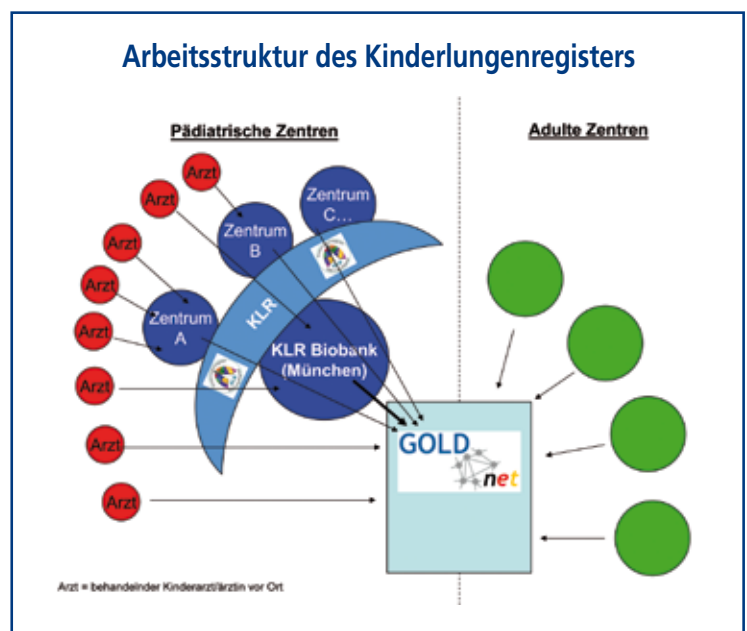 Arbeitsstruktur des Kinderlungenregisters
Pädiatrische Zentren
Adulte Zentren
Arzt
Arzt
Arzt
Arzt
Arzt
Arzt
Arzt
Arzt
Zentrum
C...
Zentrum
B
Zentrum
A
KLR
KLR Biobank
(München)
GOLD
net
Arzt = behandelnder Kinderarzt/ärztin vor Ort